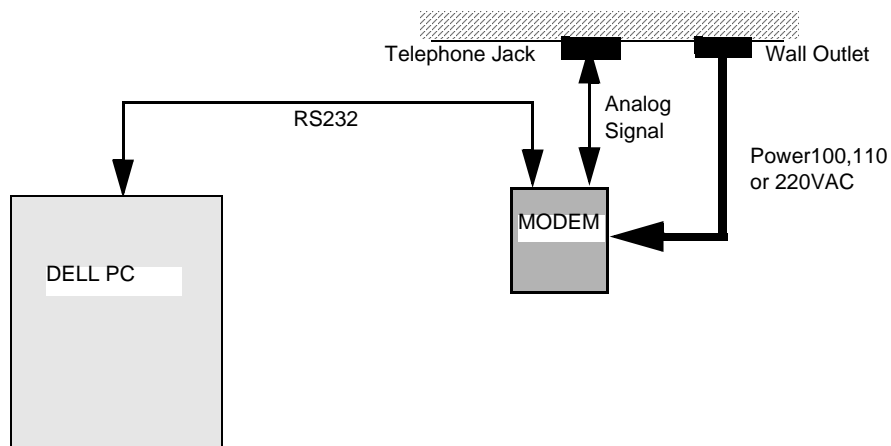 Telephone Jack
Wall Outlet
RS232
Analog
Signal
Power100,110
or 220VAC
MODEM
DELL PC